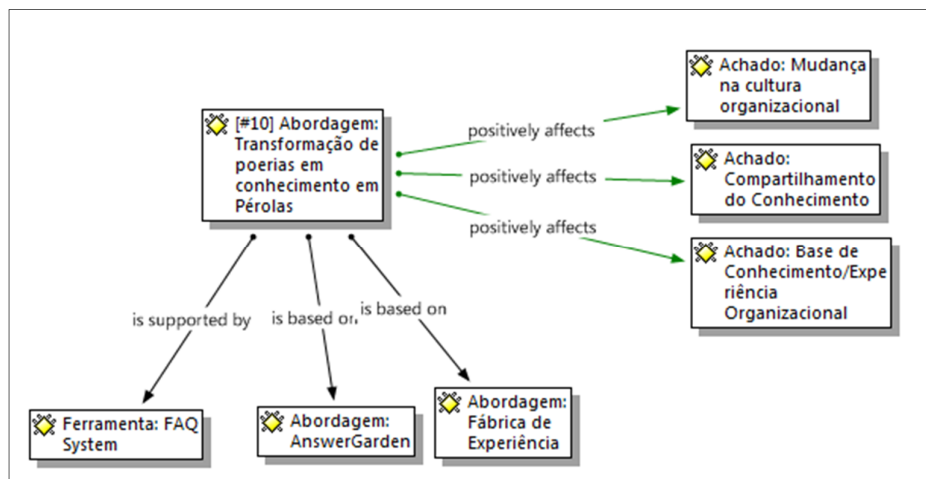 Achado: Mudança
na cultura
organizacional
[#10] Abordagem:
Transformação de
poerias em
conhecimento em
Pérolas
positively affects
positively affects
positively affects
Achado:
Compartilhamento
do Conhecimento
Achado: Base de
Conhecimento/Expe
riência
Organizacional
is supported by
is based on
is based on
Ferramenta: FAQ
System
Abordagem:
AnswerGarden
Abordagem:
Fábrica de
Experiência